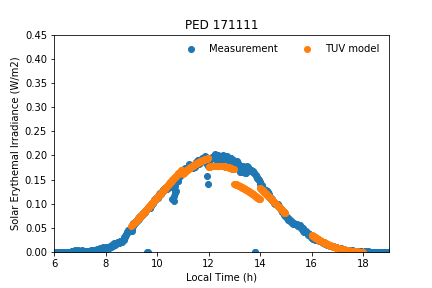 PED 171111
Measurement TUV model
Solar Erythemal Irradiance (W/m2)
0.45
0.40
0.35
0.30
0.25
0.20
0.15
0.10
0.05
0.00
6 8 10 12 14 16 18
Local Time (h)